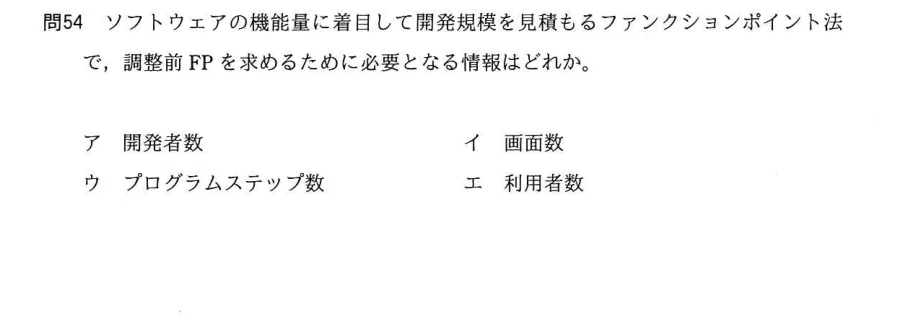 問54 ソフトウェアの機能量に着目して開発規模を見積もるファンクションポイント法
で，調整前 FP を求めるために必要となる情報はどれか。
ア 開発者数 イ 画面数
ウ プログラムステップ数 エ 利用者数